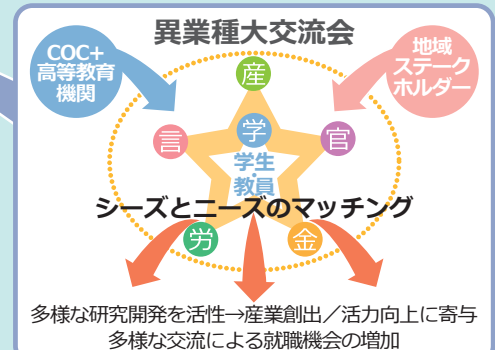 異業種大交流会
COC+
高等教育
機関
地域
ステーク
ホルダー
産
言
学
官
学生
・
教員
シーズとニーズのマッチング
労
金
多様な研究開発を活性→産業創出／活力向上に寄与
多様な交流による就職機会の増加